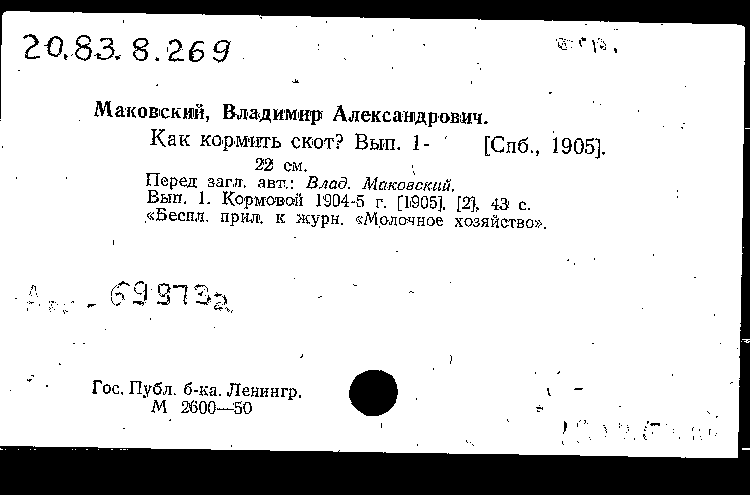 20.83.8.269
Маковский, Владимир Александрович.
Как кормить скот? Вып. 1- [Спб., 1905].
22 см.
Перед загл. авт.: Влад. Маковский.
Вып. 1. Кормовой 1904-5 г. [1905]. [2], 43 с.
«Беспл. прил. к журн. «Молочное хозяйство».
69973а
Гос. Публ. б-ка. Ленингр.
М 2600—50